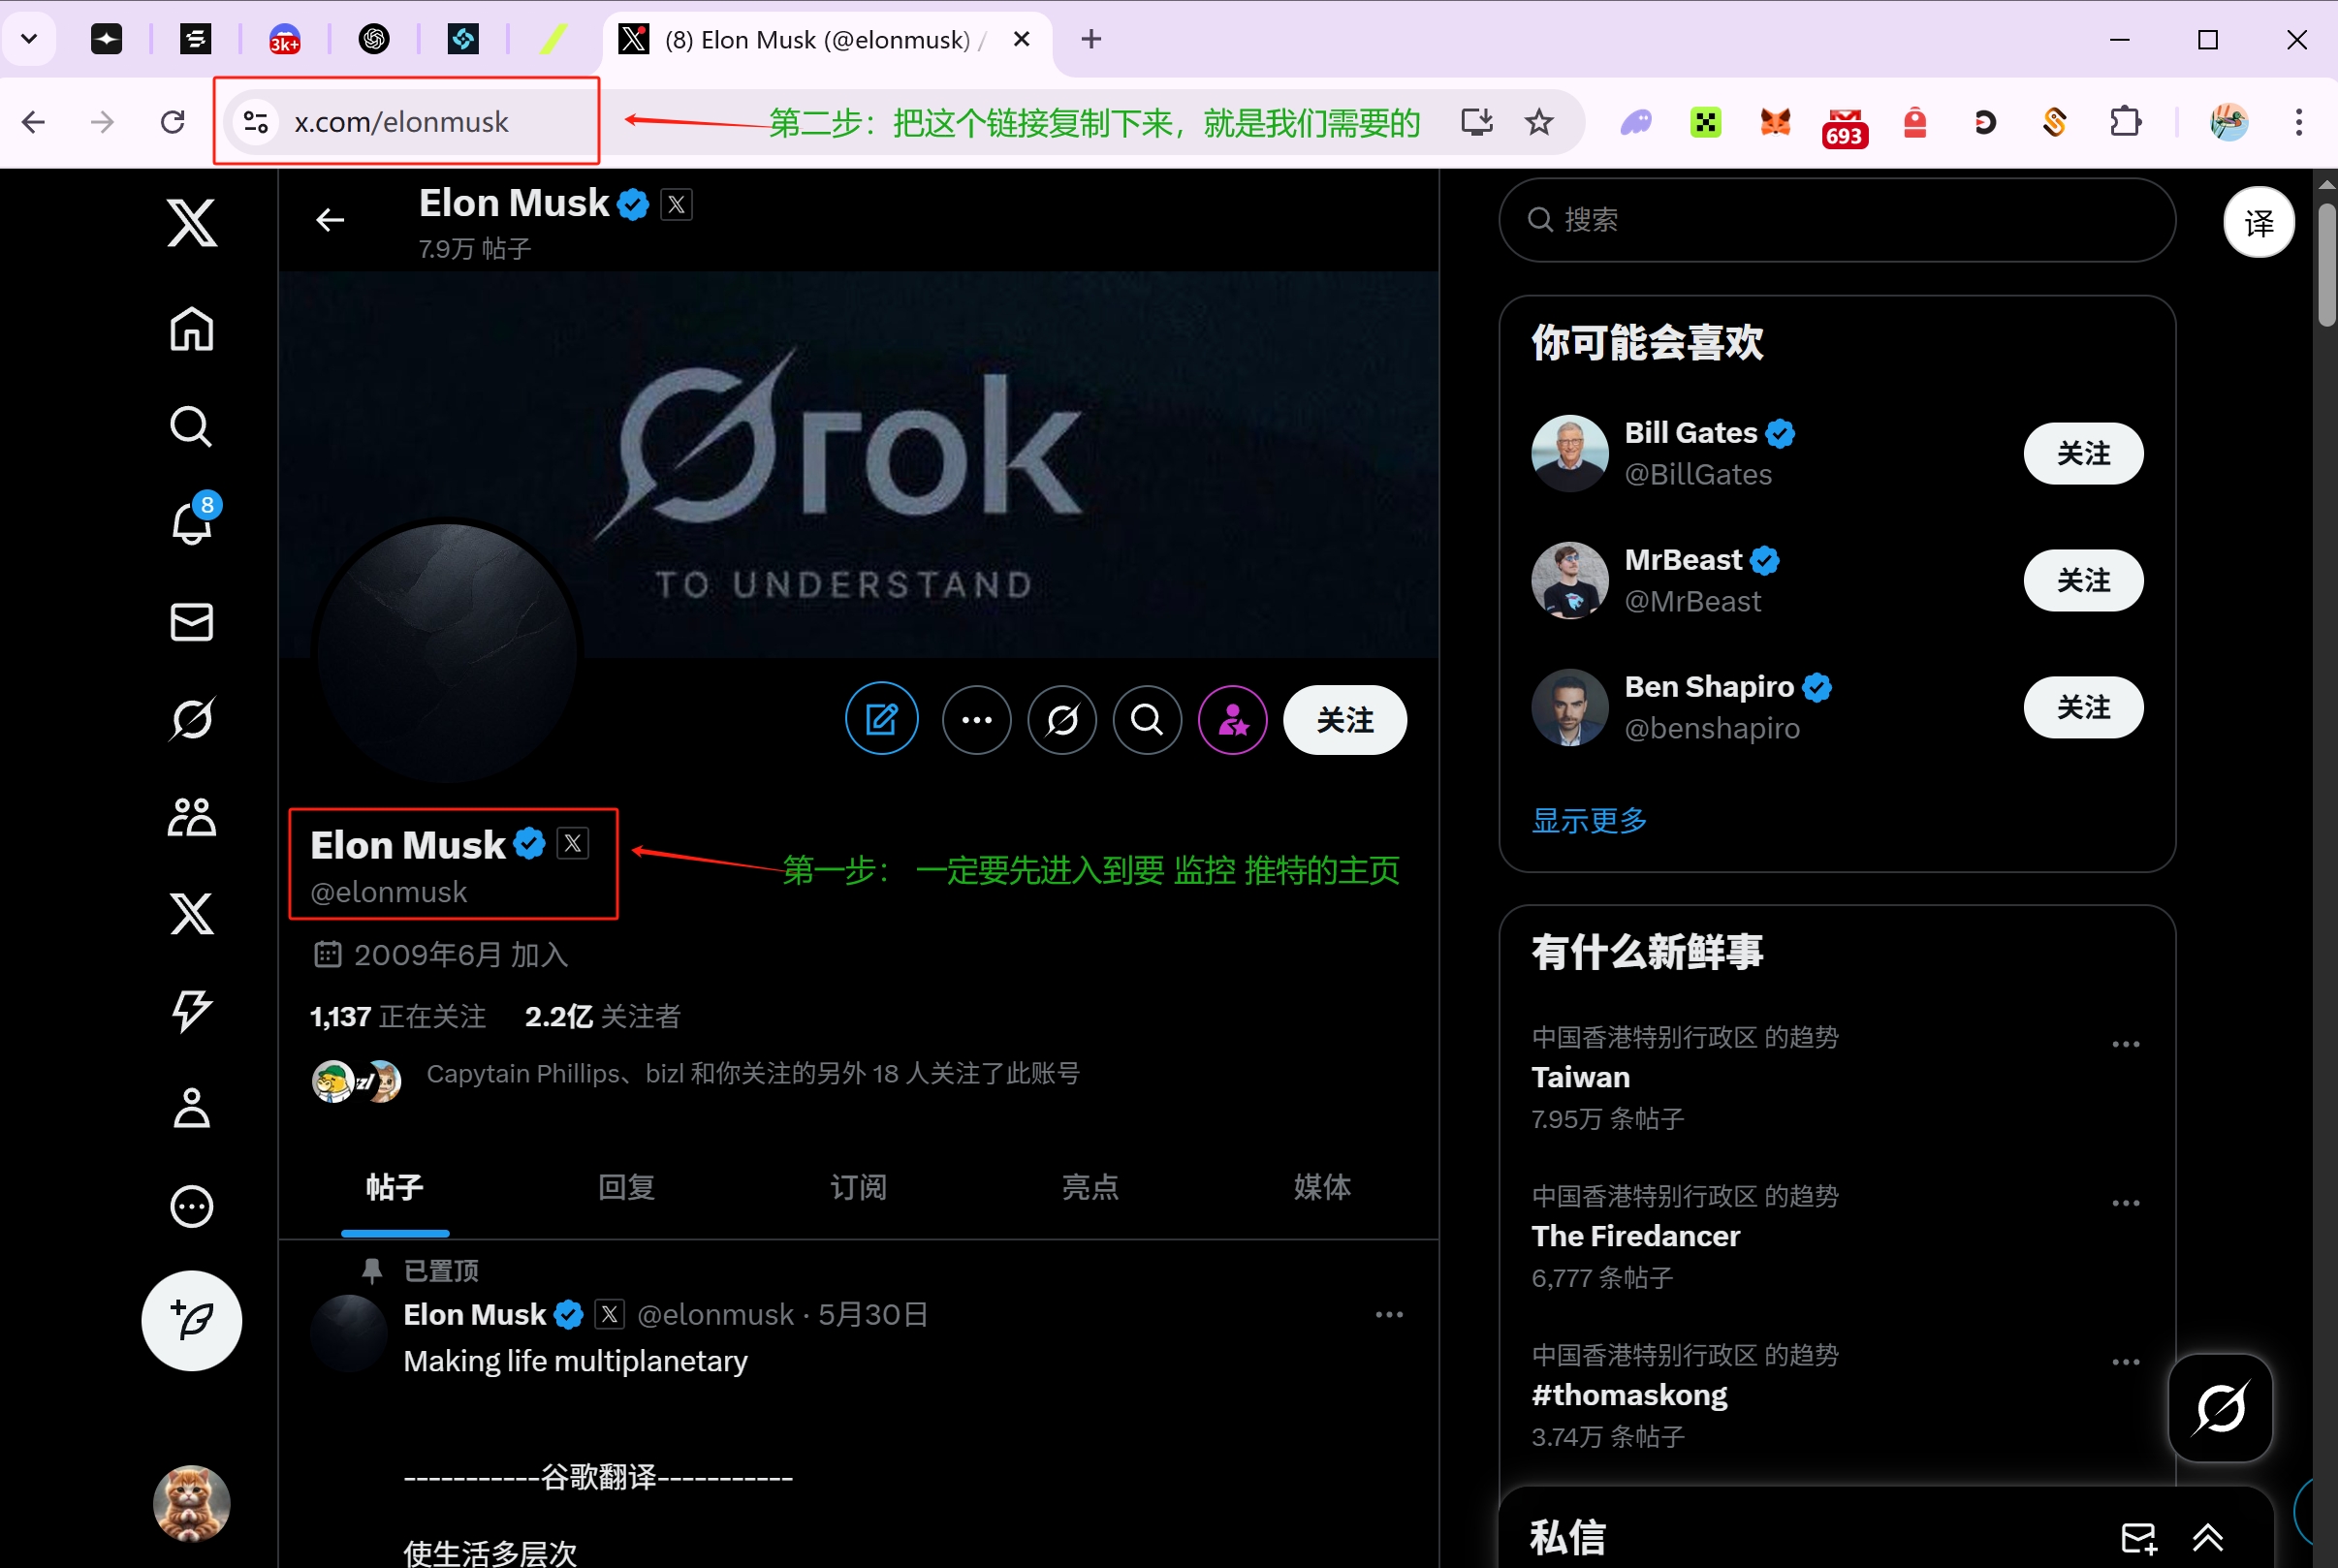 3k+
(8) Elon Musk (@elonmusk) /
x.com/elonmusk
第二步：把这个链接复制下来，就是我们需要的
693
Elon Musk
7.9万 帖子
搜索
译
Grok
TO UNDERSTAND
你可能会喜欢
Bill Gates
@BillGates
关注
MrBeast
@MrBeast
关注
Ben Shapiro
@benshapiro
关注
显示更多
8
关注
Elon Musk
@elonmusk
第一步： 一定要先进入到要 监控 推特的主页
2009年6月 加入
1,137 正在关注 2.2亿 关注者
Capytain Phillips、bizl 和你关注的另外 18 人关注了此账号
帖子 回复 订阅 亮点 媒体
已置顶
Elon Musk @elonmusk · 5月30日
Making life multiplanetary
-----------谷歌翻译-----------
使生活多层次
有什么新鲜事
中国香港特别行政区 的趋势
Taiwan
7.95万 条帖子
中国香港特别行政区 的趋势
The Firedancer
6,777 条帖子
中国香港特别行政区 的趋势
#thomaskong
3.74万 条帖子
私信